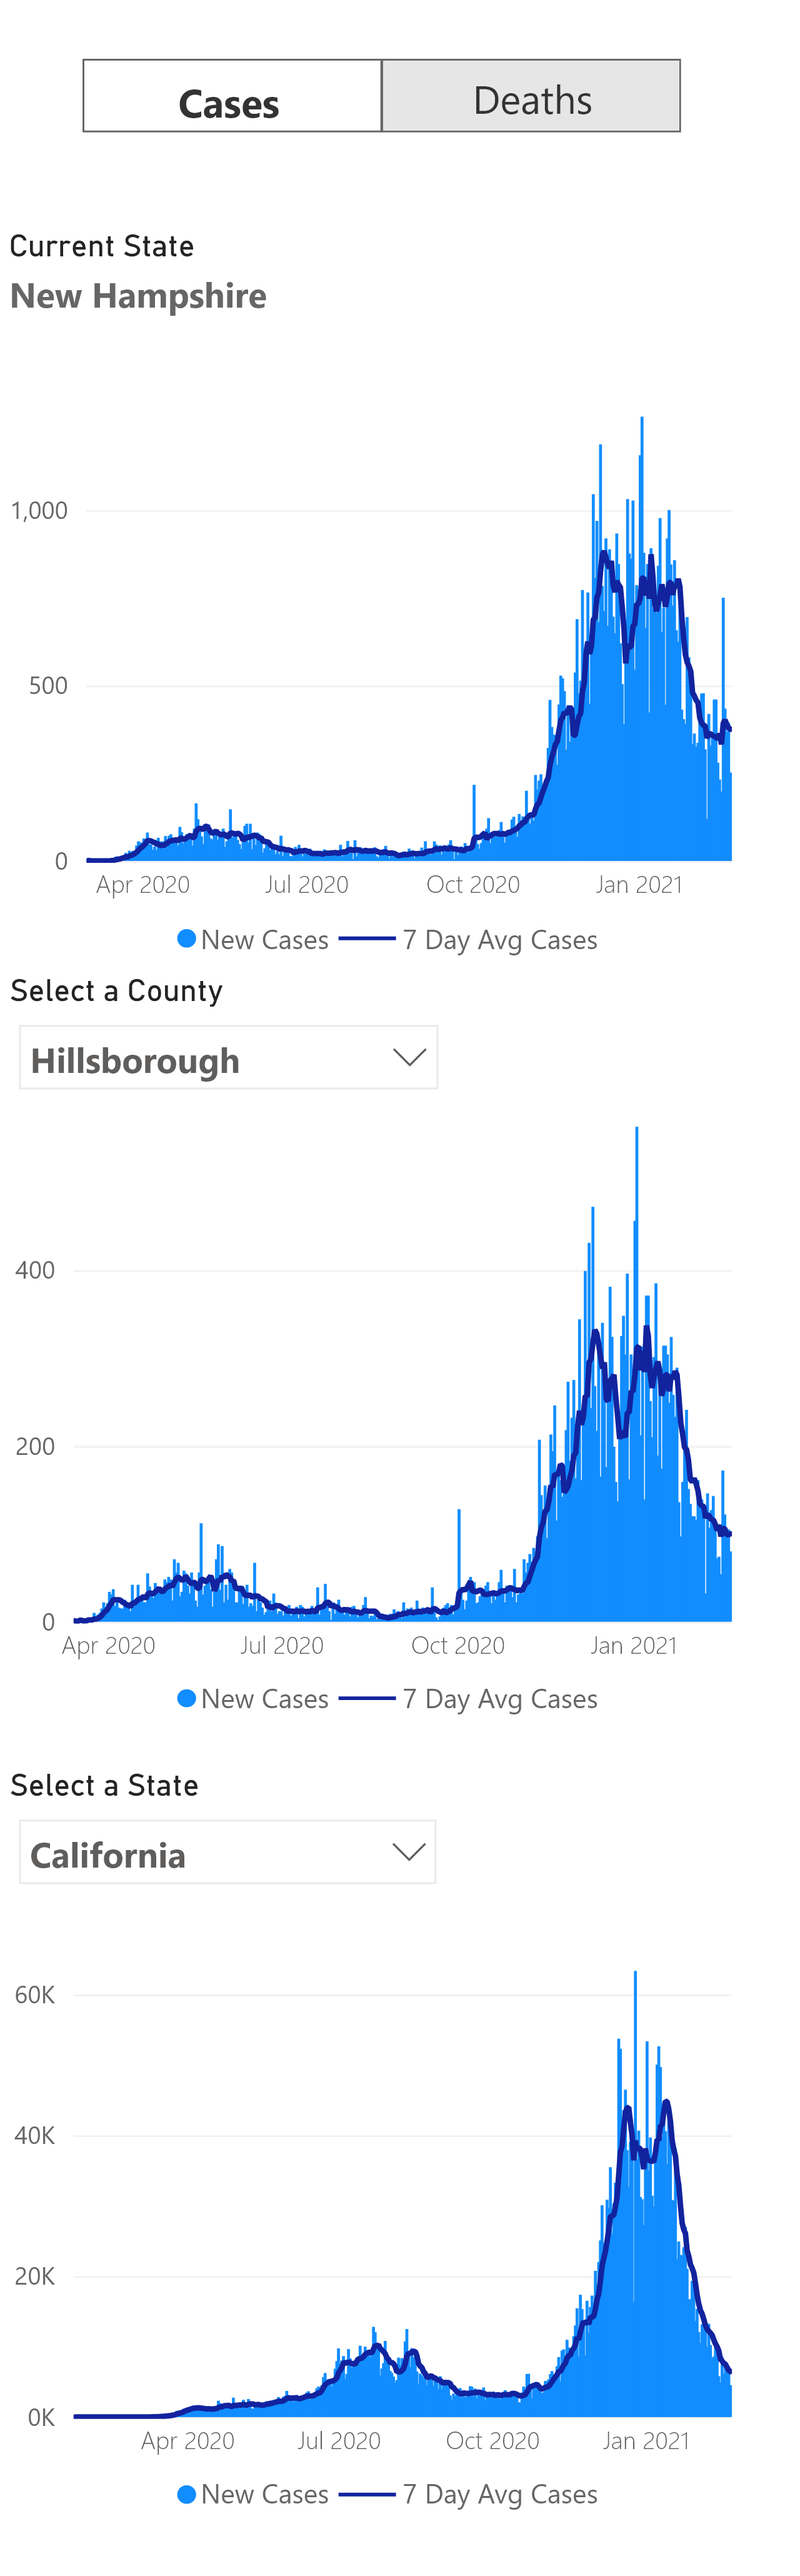 Cases Deaths
Current State
New Hampshire
1,000
500
0
Apr 2020 Jul 2020 Oct 2020 Jan 2021
New Cases 7 Day Avg Cases
Select a County
Hillsborough
400
200
0
Apr 2020 Jul 2020 Oct 2020 Jan 2021
New Cases 7 Day Avg Cases
Select a State
California
60K
40K
20K
0K
Apr 2020 Jul 2020 Oct 2020 Jan 2021
New Cases 7 Day Avg Cases